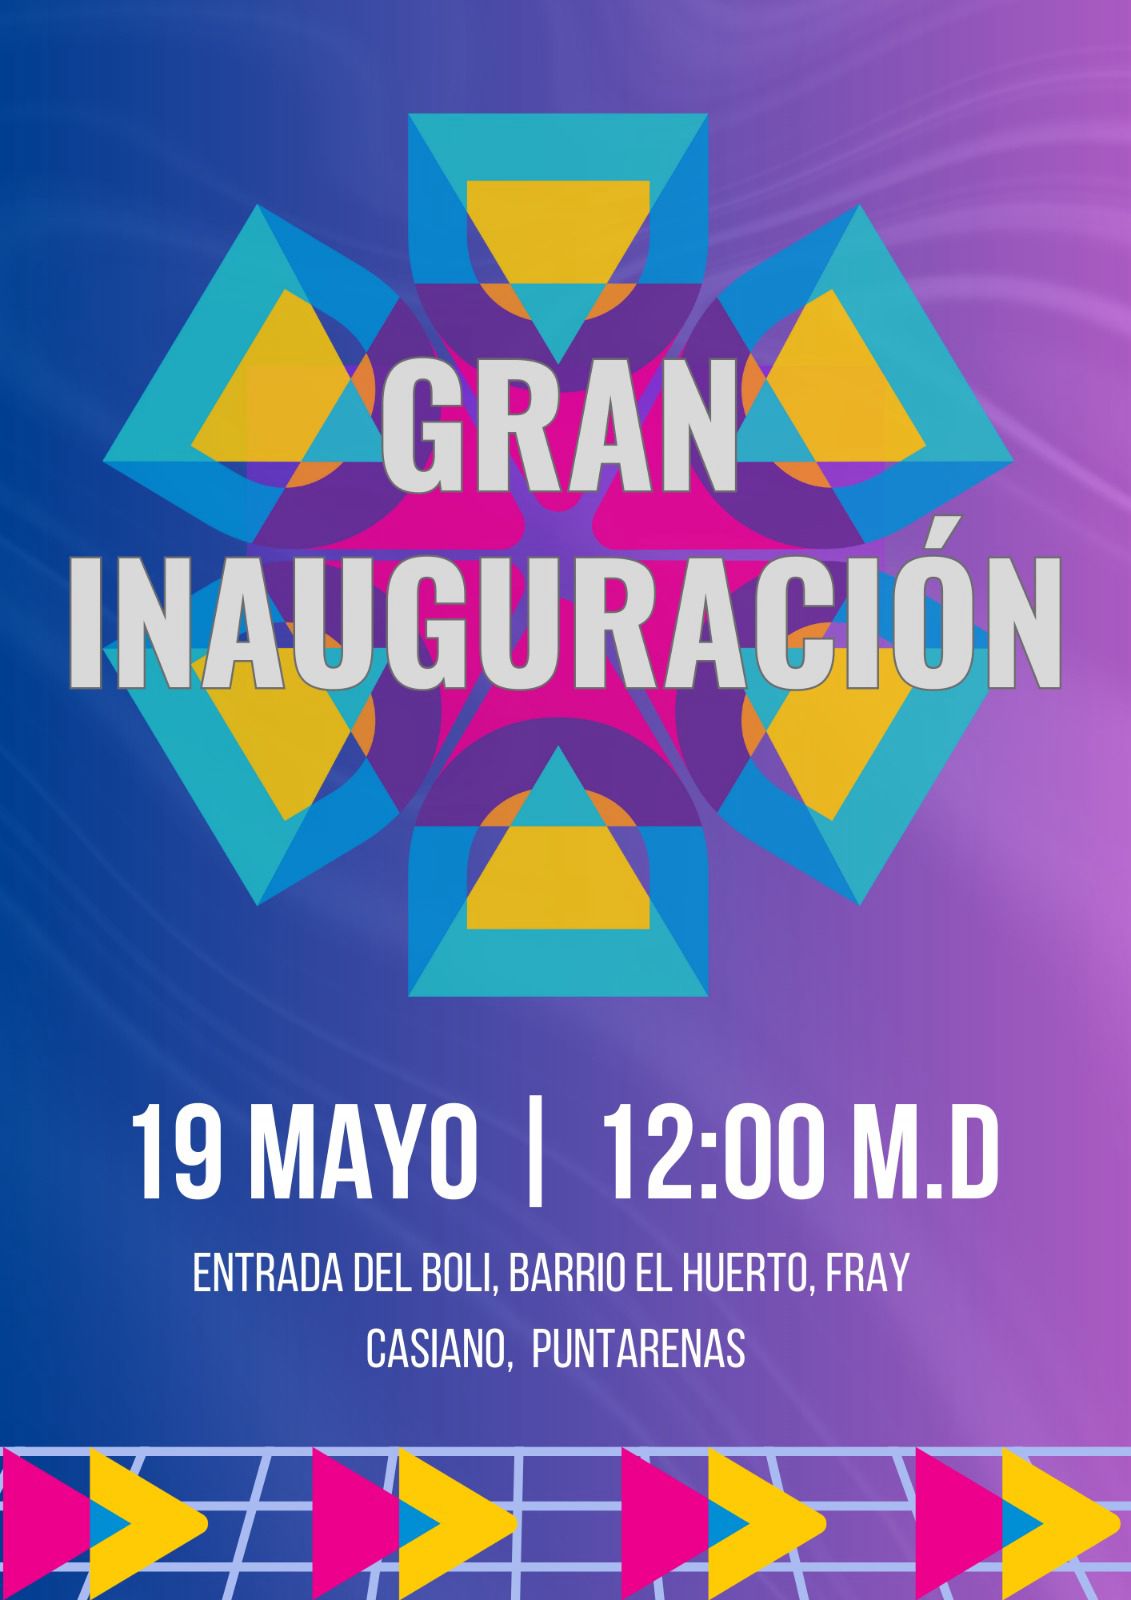 GRAN
INAUGURACIÓN
19 MAYO | 12:00 M.D
ENTRADA DEL BOLI, BARRIO EL HUERTO, FRAY
CASIANO, PUNTARENAS